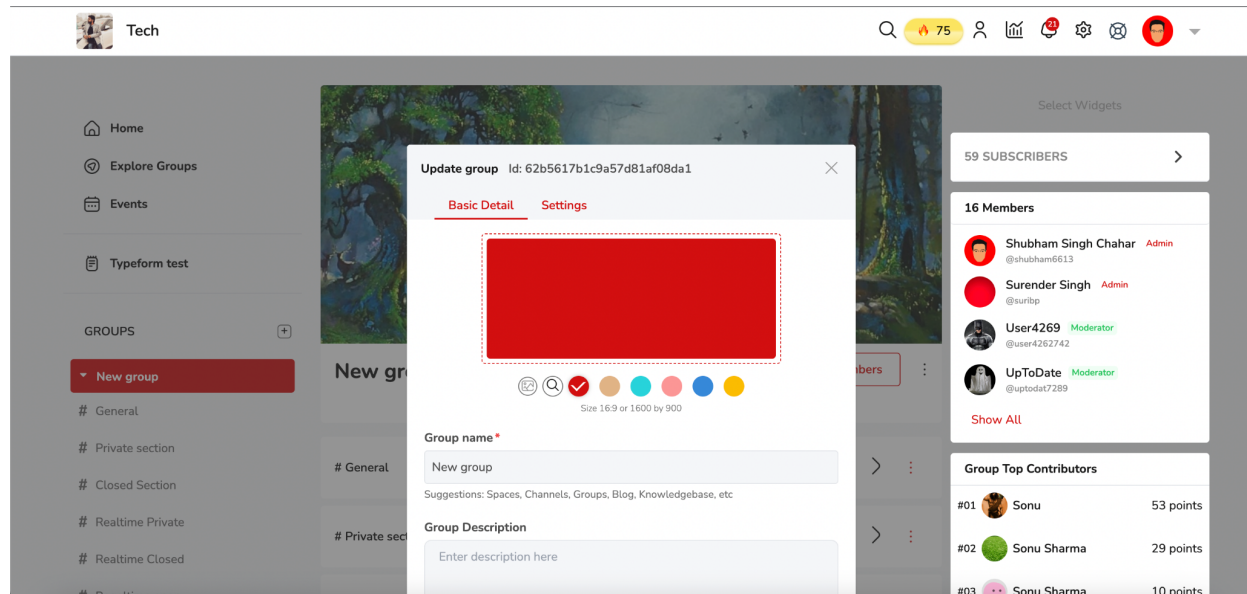 Tech
75
21
Home
Explore Groups
Events
Typeform test
GROUPS
New group
# General
# Private section
# Closed Section
# Realtime Private
# Realtime Closed
New gr
bers
# General
# Private sect
Update group Id: 62b5617b1c9a57d81af08da1
Basic Detail Settings
Size 16:9 or 1600 by 900
Group name*
New group
Suggestions: Spaces, Channels, Groups, Blog, Knowledgebase, etc
Group Description
Enter description here
Select Widgets
59 SUBSCRIBERS
16 Members
Shubham Singh Chahar Admin
@shubham6613
Surender Singh Admin
@suribp
User4269 Moderator
@user4262742
UpToDate Moderator
@uptodat7289
Show All
Group Top Contributors
#01 Sonu 53 points
#02 Sonu Sharma 29 points
#03 Sonu Sharma 10 points